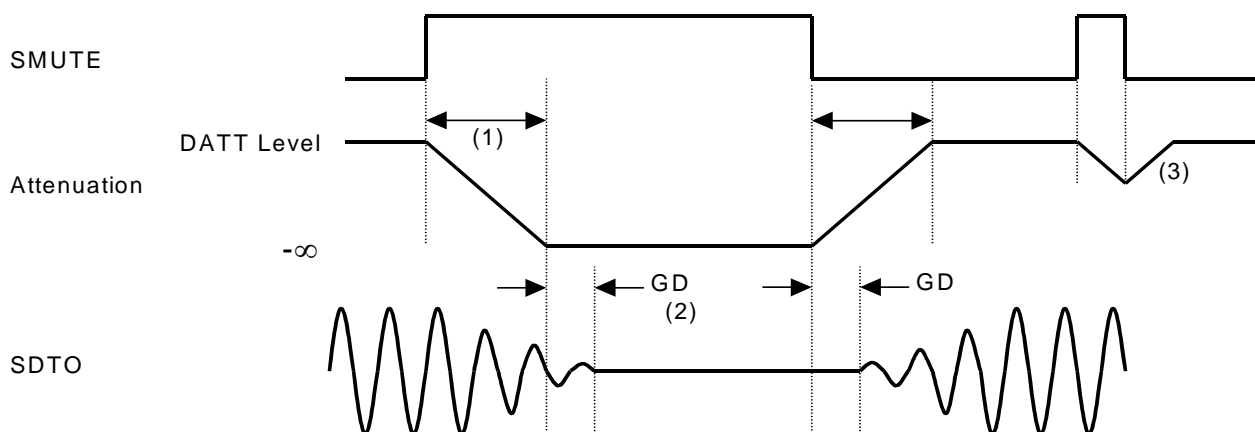 SMUTE
DATT Level
(1)
(3)
Attenuation
-∞
GD
GD
(2)
SDTO